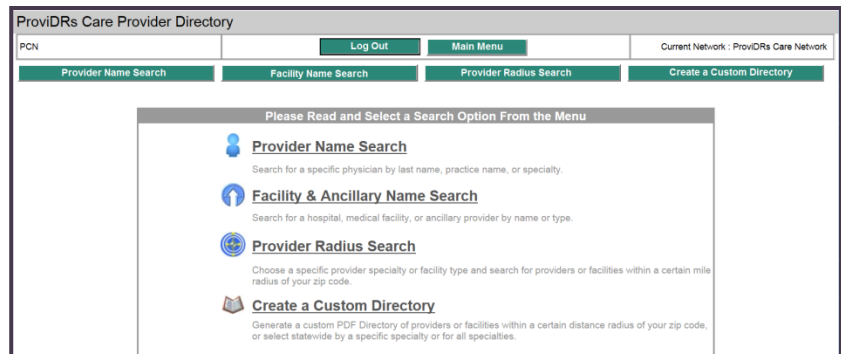 ProviDRs Care Provider Directory
PCN
Log Out
Main Menu
Current Network : ProviDRs Care Network
Provider Name Search
Facility Name Search
Provider Radius Search
Create a Custom Directory
Please Read and Select a Search Option From the Menu
Provider Name Search
Search for a specific physician by last name, practice name, or specialty.
Facility & Ancillary Name Search
Search for a hospital, medical facility, or ancillary provider by name or type.
Provider Radius Search
Choose a specific provider specialty or facility type and search for providers or facilities within a certain mile
radius of your zip code.
Create a Custom Directory
Generate a custom PDF Directory of providers or facilities within a certain distance radius of your zip code,
or select statewide by a specific specialty or for all specialties.